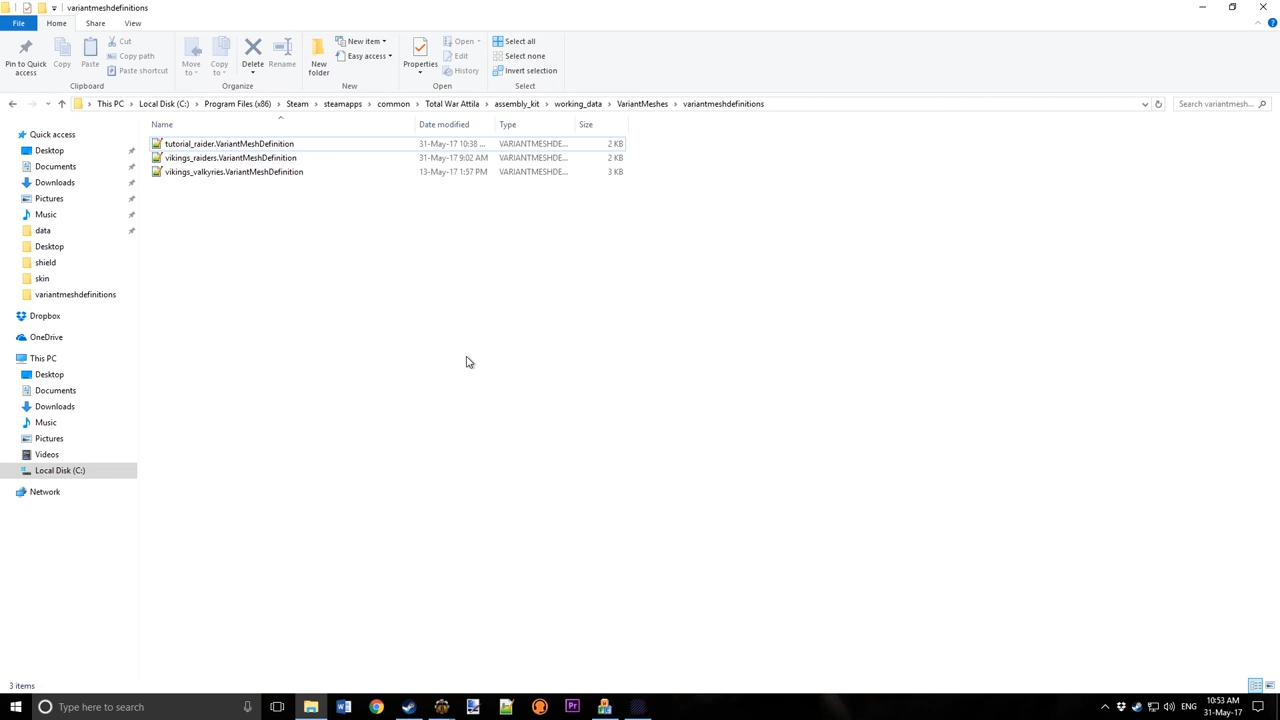 variantmeshdefinitions
File Home Share View
Pin to Quick access
Copy
Paste
Cut
Copy path
Paste shortcut
Clipboard
Move to
Copy to
Delete
Rename
Organize
New folder
New item
Easy access
New
Properties
Open
Edit
History
Open
Select all
Select none
Invert selection
Select
This PC > Local Disk (C:) > Program Files (x86) > Steam > steamapps > common > Total War Attila > assembly_kit > working_data > VariantMeshes > variantmeshdefinitions
Search variantmesh...
Name Date modified Type Size
tutorial_raider.VariantMeshDefinition 31-May-17 10:38 ... VARIANTMESHDE... 2 KB
vikings_raiders.VariantMeshDefinition 31-May-17 9:02 AM VARIANTMESHDE... 2 KB
vikings_valkyries.VariantMeshDefinition 13-May-17 1:57 PM VARIANTMESHDE... 3 KB
Quick access
Desktop
Documents
Downloads
Pictures
Music
data
Desktop
shield
skin
variantmeshdefinitions
Dropbox
OneDrive
This PC
Desktop
Documents
Downloads
Music
Pictures
Videos
Local Disk (C:)
Network
3 items
Type here to search
ENG
10:53 AM
31-May-17